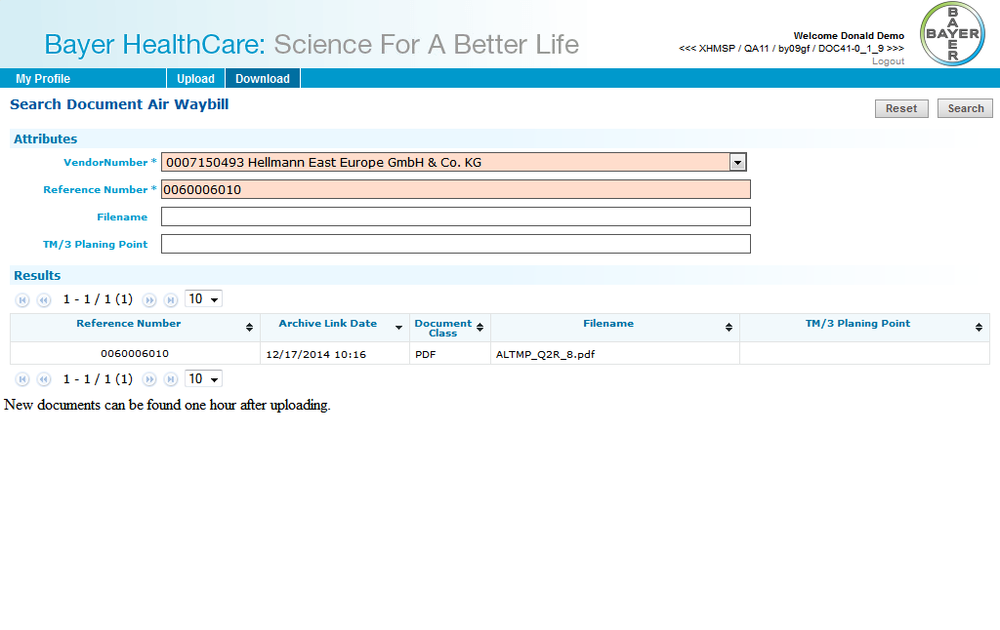 Bayer HealthCare: Science For A Better Life
Welcome Donald Demo
<<< XHMSP / QA11 / by09gf / DOC41-0_1_9 >>>
Logout
BAYER
BAYER
My Profile Upload Download
Search Document Air Waybill
Reset Search
Attributes
VendorNumber * 0007150493 Hellmann East Europe GmbH & Co. KG
Reference Number * 0060006010
Filename
TM/3 Planing Point
Results
1 - 1 / 1 (1) 10
Reference Number Archive Link Date Document Class Filename TM/3 Planing Point
0060006010 12/17/2014 10:16 PDF ALTMP_Q2R_8.pdf
1 - 1 / 1 (1) 10
New documents can be found one hour after uploading.